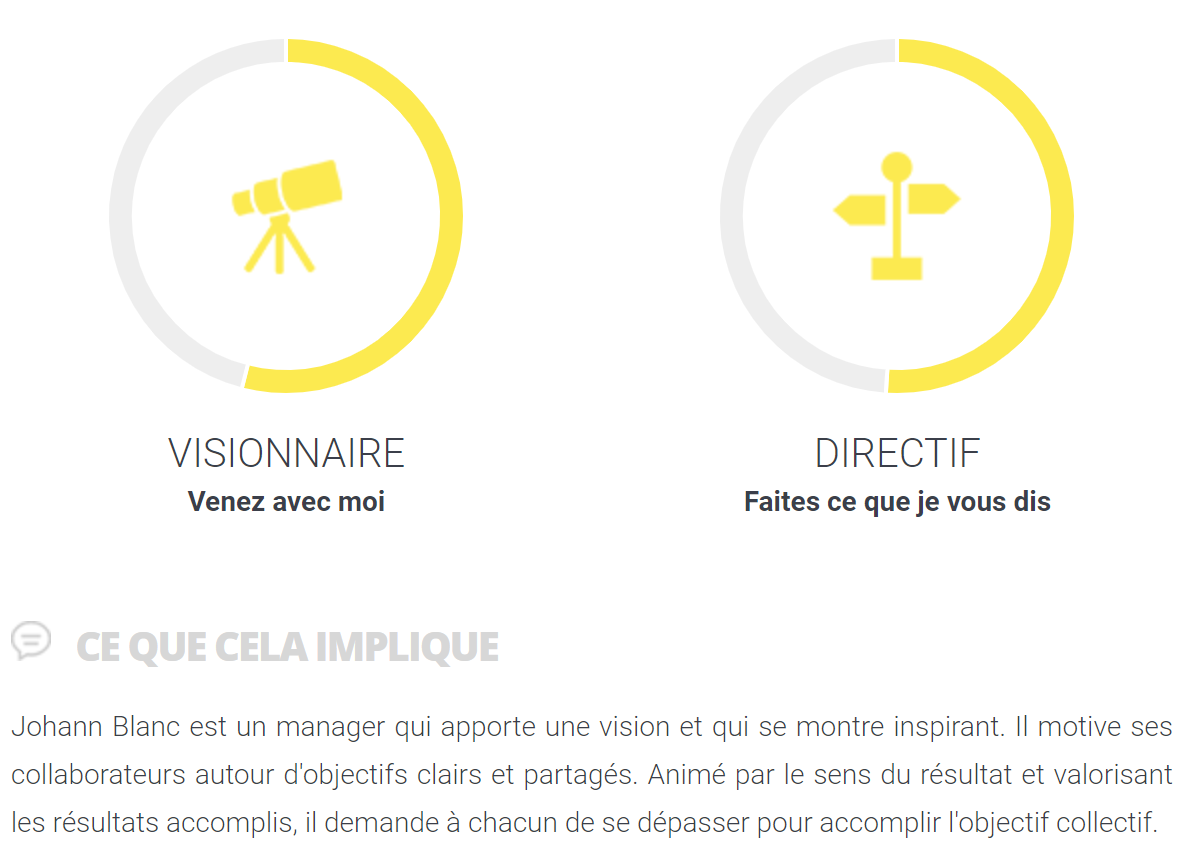 VISIONNAIRE
Venez avec moi
DIRECTIF
Faites ce que je vous dis
CE QUE CELA IMPLIQUE
Johann Blanc est un manager qui apporte une vision et qui se montre inspirant. Il motive ses
collaborateurs autour d'objectifs clairs et partagés. Animé par le sens du résultat et valorisant
les résultats accomplis, il demande à chacun de se dépasser pour accomplir l'objectif collectif.